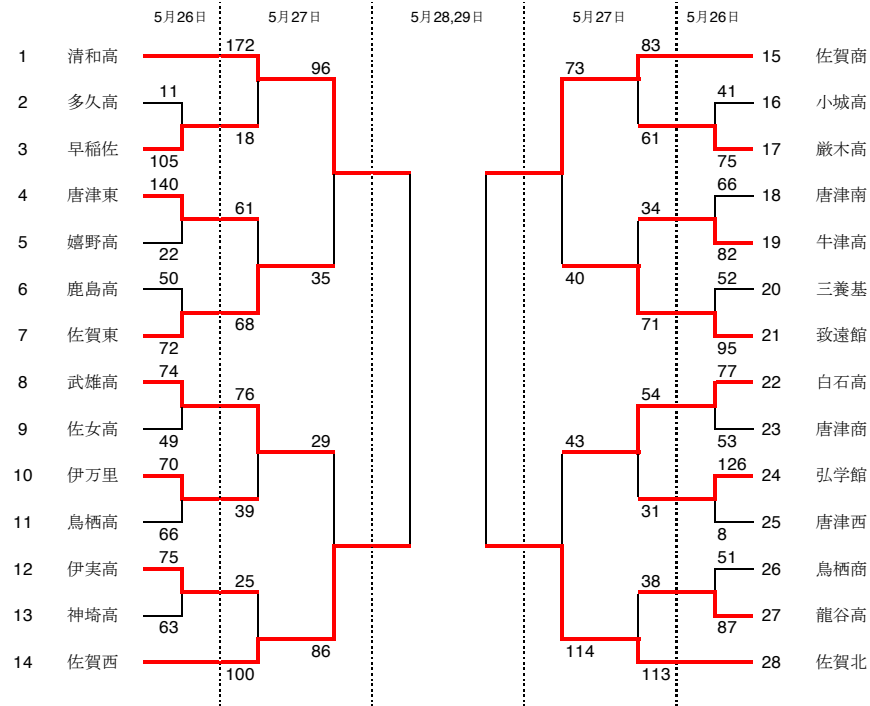 5月26日 5月27日 5月28,29日 5月27日 5月26日
172 83
1 清和高 15 佐賀商
96 73
11 41
2 多久高 16 小城高
18 61
3 早稲佐 17 厳木高
105 75
140 66
4 唐津東 18 唐津南
61 34
5 嬉野高 19 牛津高
22 82
50 35 40 52
6 鹿島高 20 三養基
68 71
7 佐賀東 21 致遠館
72 95
74 77
8 武雄高 22 白石高
76 54
9 佐女高 23 唐津商
49 29 43 53
70 126
10 伊万里 24 弘学館
39 31
11 鳥栖高 25 唐津西
66 8
75 51
12 伊実高 26 鳥栖商
25 38
13 神埼高 27 龍谷高
63 87
86 114
14 佐賀西 28 佐賀北
100 113